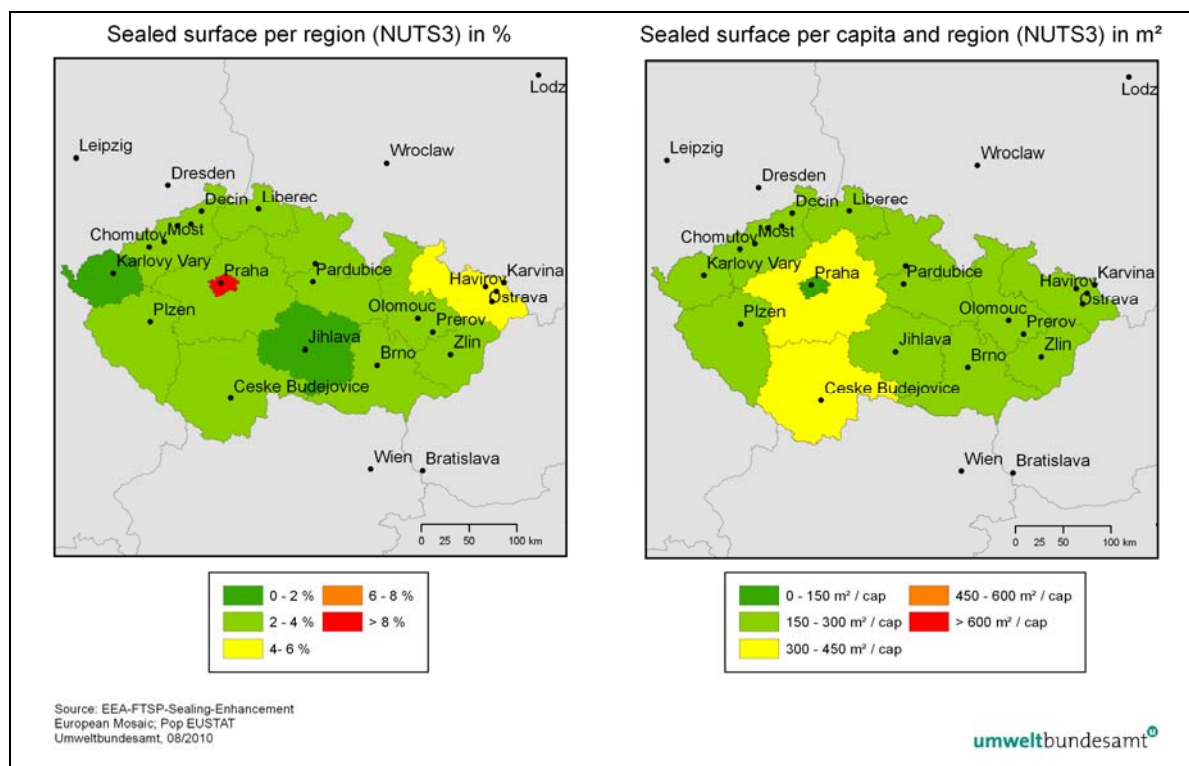 Sealed surface per region (NUTS3) in %
Lodz
Leipzig
Wroclaw
Dresden
Decin
Liberec
Most
Chomutov
Karlovy Vary
Praha
Pardubice
Havirov
Karvina
Ostrava
Plzen
Olomouc
Prerov
Jihlava
Zlin
Brno
Ceske Budejovice
Wien
Bratislava
0 25 50 100 km
0 - 2 %
6 - 8 %
2 - 4 %
> 8 %
4- 6 %
Sealed surface per capita and region (NUTS3) in m²
Lodz
Leipzig
Wroclaw
Dresden
Decin
Liberec
Most
Chomutov
Karlovy Vary
Praha
Pardubice
Havirov
Karvina
Ostrava
Plzen
Olomouc
Prerov
Jihlava
Zlin
Brno
Ceske Budejovice
Wien
Bratislava
0 25 50 100 km
0 - 150 m² / cap
450 - 600 m² / cap
150 - 300 m² / cap
> 600 m² / cap
300 - 450 m² / cap
Source: EEA-FTSP-Sealing-Enhancement
European Mosaic; Pop EUSTAT
Umweltbundesamt, 08/2010
umweltbundesamt